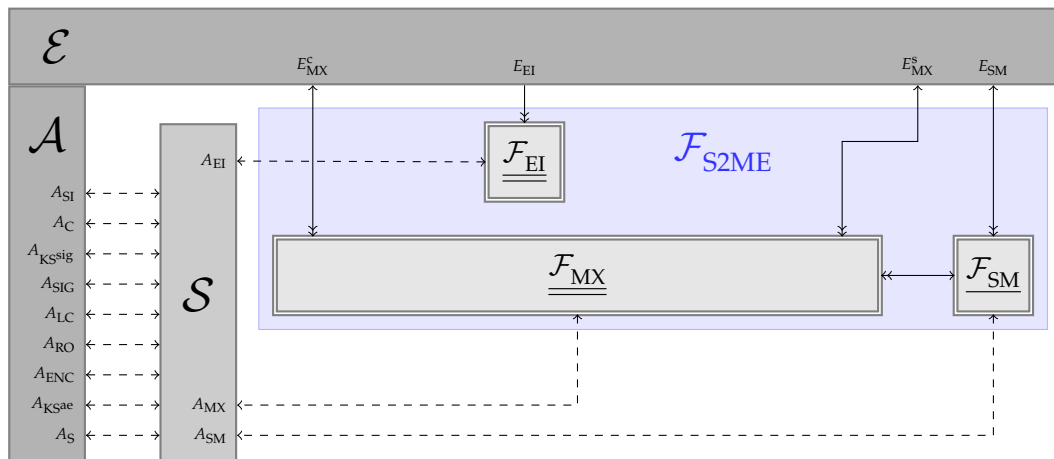 ℰ
E^c_MX
E_EI
E^s_MX
E_SM
𝒜
ℱ_EI
ℱ_S2ME
A_EI
A_SI
A_C
A_KS^sig
A_SIG
A_LC
A_RO
A_ENC
A_KS^ae
A_S
𝒮
ℱ_MX
ℱ_SM
A_MX
A_SM